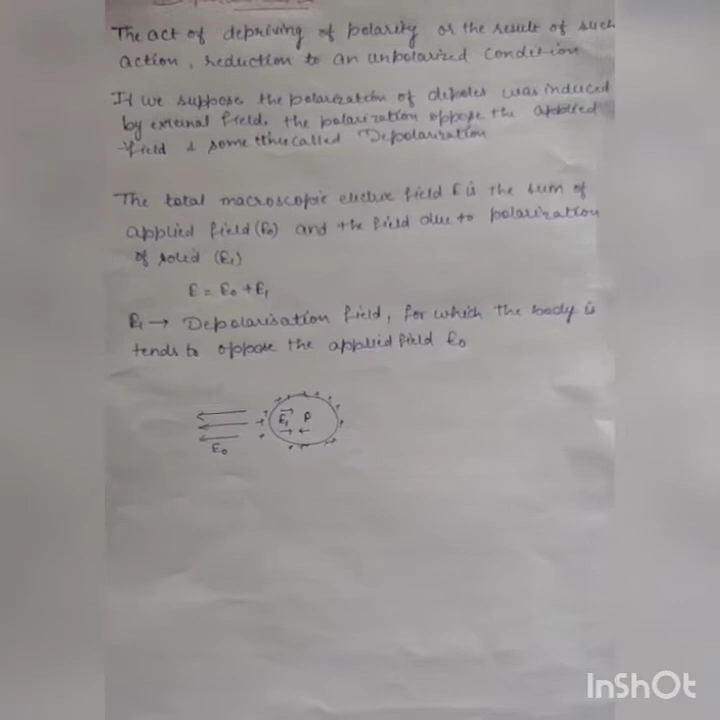 The act of depriving of polarity or the result of such
action, reduction to an unpolarized condition
If we suppose the polarization of dipoles was induced
by external field, the polarization oppose the applied
field & some time called Depolarization
The total macroscopic electric field E is the sum of
applied field (E₀) and the field due to polarization
of solid (E₁)
E = E₀ + E₁
E₁ → Depolarisation field, for which the body is
tends to oppose the applied field E₀
E₁ P
E₀
InShOt